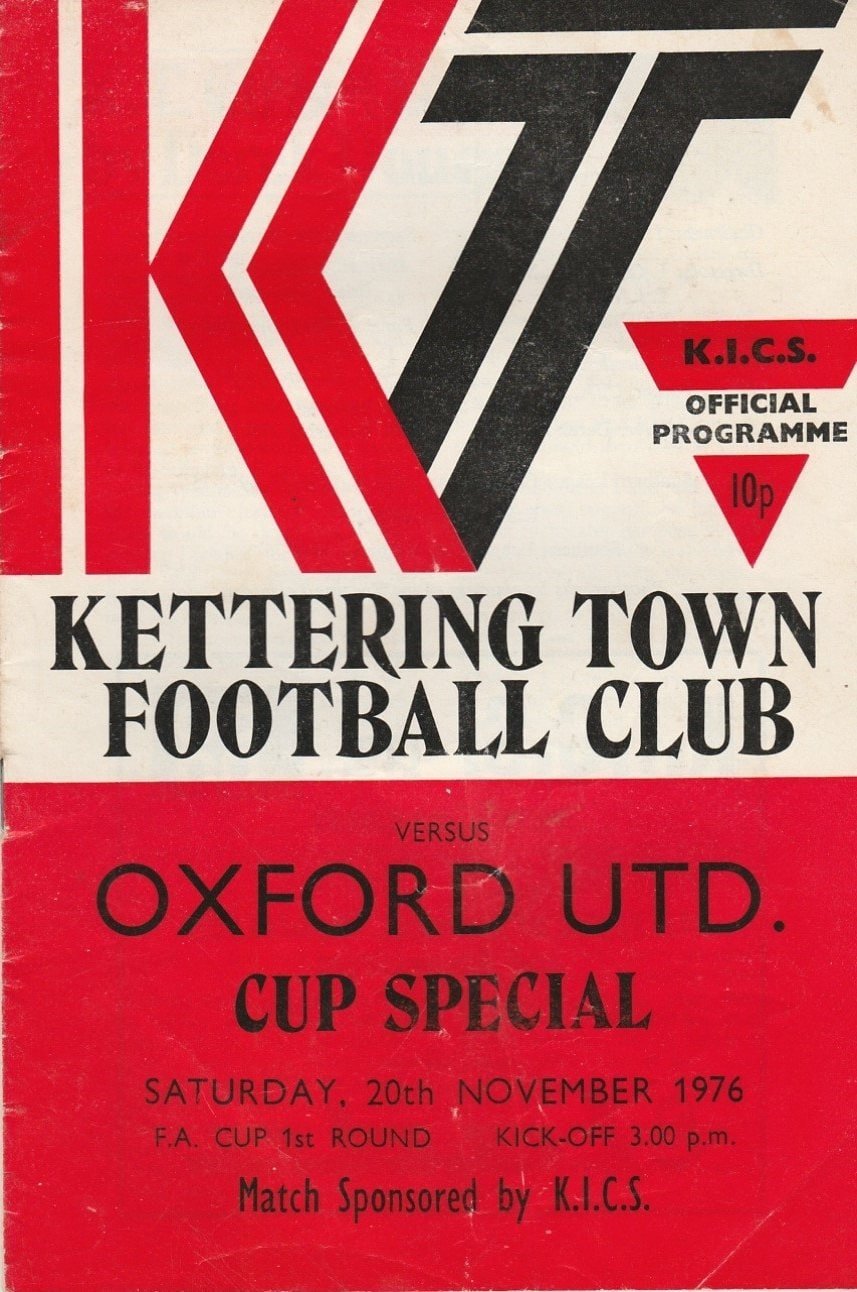 KT
K.I.C.S.
OFFICIAL
PROGRAMME
10p
KETTERING TOWN
FOOTBALL CLUB
VERSUS
OXFORD UTD.
CUP SPECIAL
SATURDAY, 20th NOVEMBER 1976
F.A. CUP 1st ROUND KICK-OFF 3.00 p.m.
Match Sponsored by K.I.C.S.